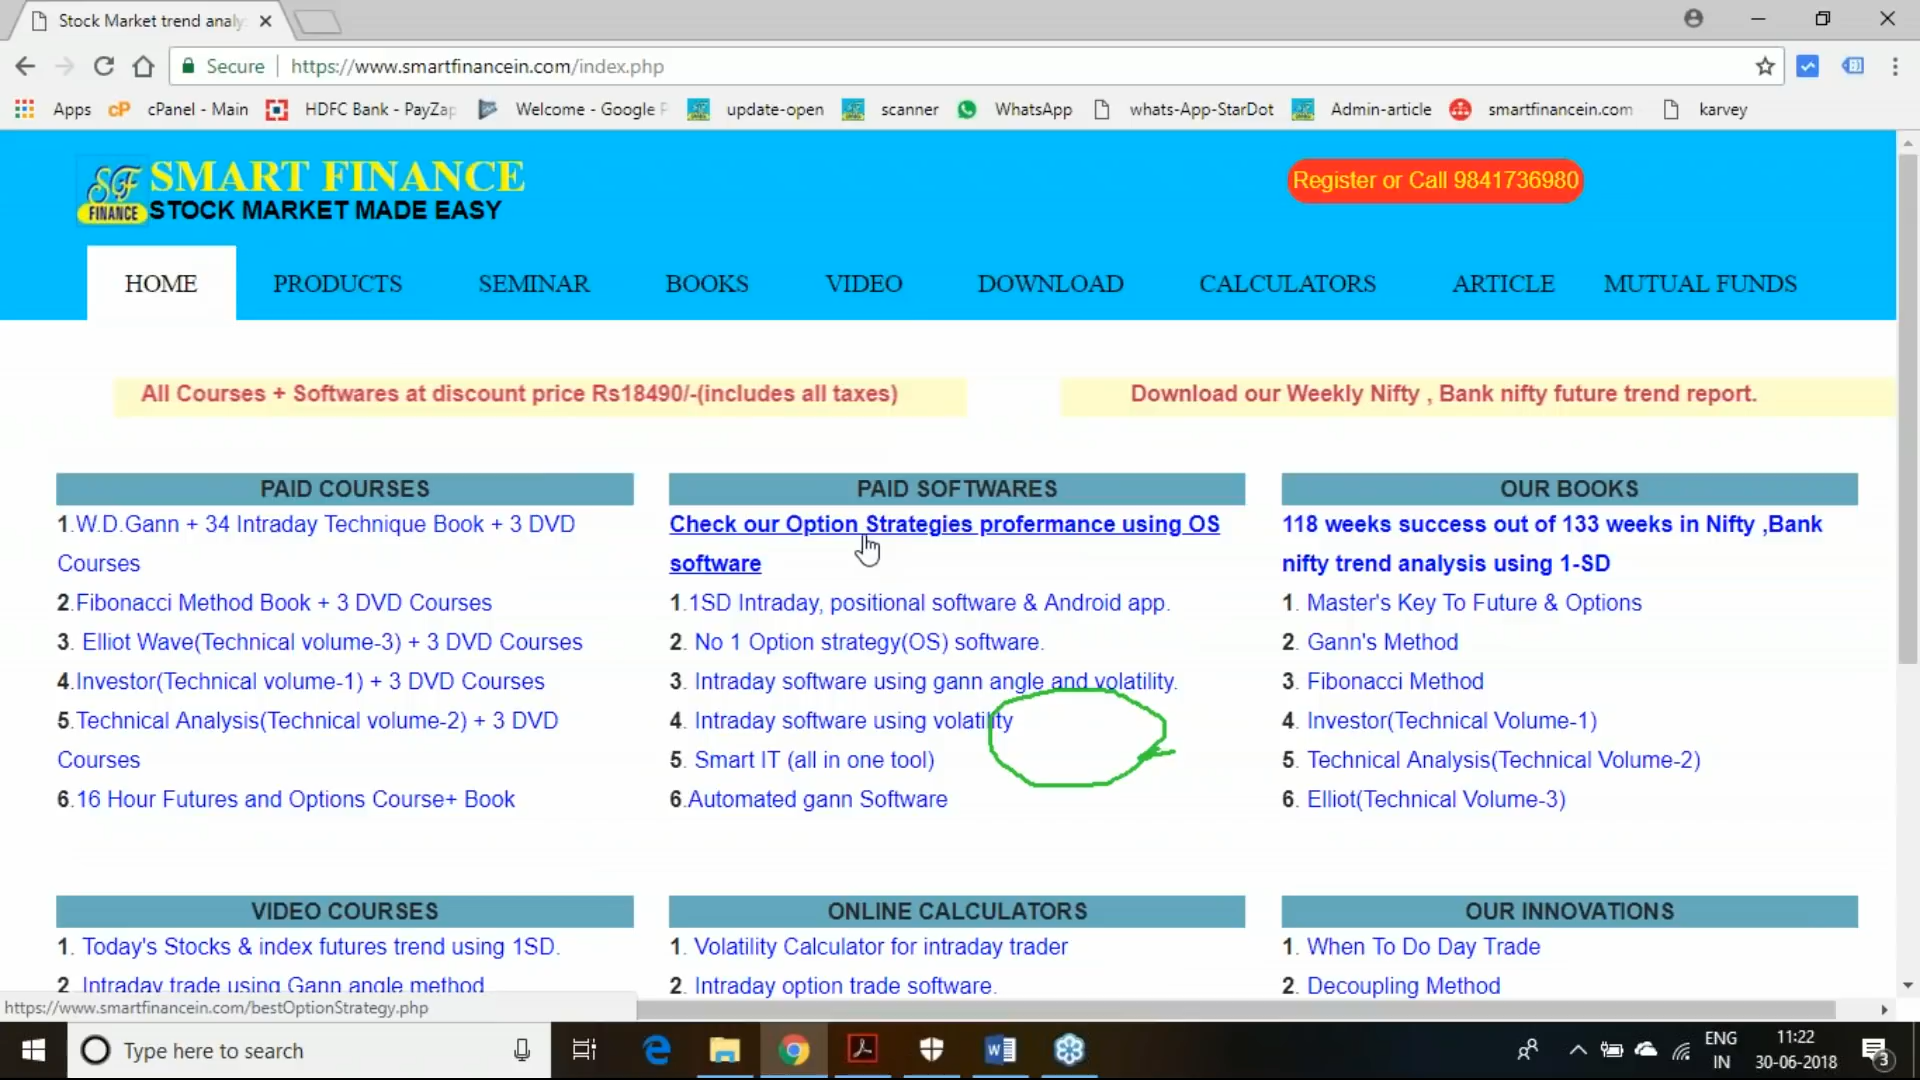 Stock Market trend analy
Secure https://www.smartfinancein.com/index.php
Apps cPanel - Main HDFC Bank - PayZap Welcome - Google P update-open scanner WhatsApp whats-App-StarDot Admin-article smartfinancein.com karvey
SF FINANCE
SMART FINANCE
STOCK MARKET MADE EASY
Register or Call 9841736980
HOME PRODUCTS SEMINAR BOOKS VIDEO DOWNLOAD CALCULATORS ARTICLE MUTUAL FUNDS
All Courses + Softwares at discount price Rs18490/-(includes all taxes)
Download our Weekly Nifty , Bank nifty future trend report.
PAID COURSES
1.W.D.Gann + 34 Intraday Technique Book + 3 DVD
Courses
2.Fibonacci Method Book + 3 DVD Courses
3. Elliot Wave(Technical volume-3) + 3 DVD Courses
4.Investor(Technical volume-1) + 3 DVD Courses
5.Technical Analysis(Technical volume-2) + 3 DVD
Courses
6.16 Hour Futures and Options Course+ Book
PAID SOFTWARES
Check our Option Strategies profermance using OS
software
1.1SD Intraday, positional software & Android app.
2. No 1 Option strategy(OS) software.
3. Intraday software using gann angle and volatility.
4. Intraday software using volatility
5. Smart IT (all in one tool)
6.Automated gann Software
OUR BOOKS
118 weeks success out of 133 weeks in Nifty ,Bank
nifty trend analysis using 1-SD
1. Master's Key To Future & Options
2. Gann's Method
3. Fibonacci Method
4. Investor(Technical Volume-1)
5. Technical Analysis(Technical Volume-2)
6. Elliot(Technical Volume-3)
VIDEO COURSES
1. Today's Stocks & index futures trend using 1SD.
2. Intraday trade using Gann angle method
ONLINE CALCULATORS
1. Volatility Calculator for intraday trader
2. Intraday option trade software.
OUR INNOVATIONS
1. When To Do Day Trade
2. Decoupling Method
https://www.smartfinancein.com/bestOptionStrategy.php
Type here to search
ENG
IN
11:22
30-06-2018
3